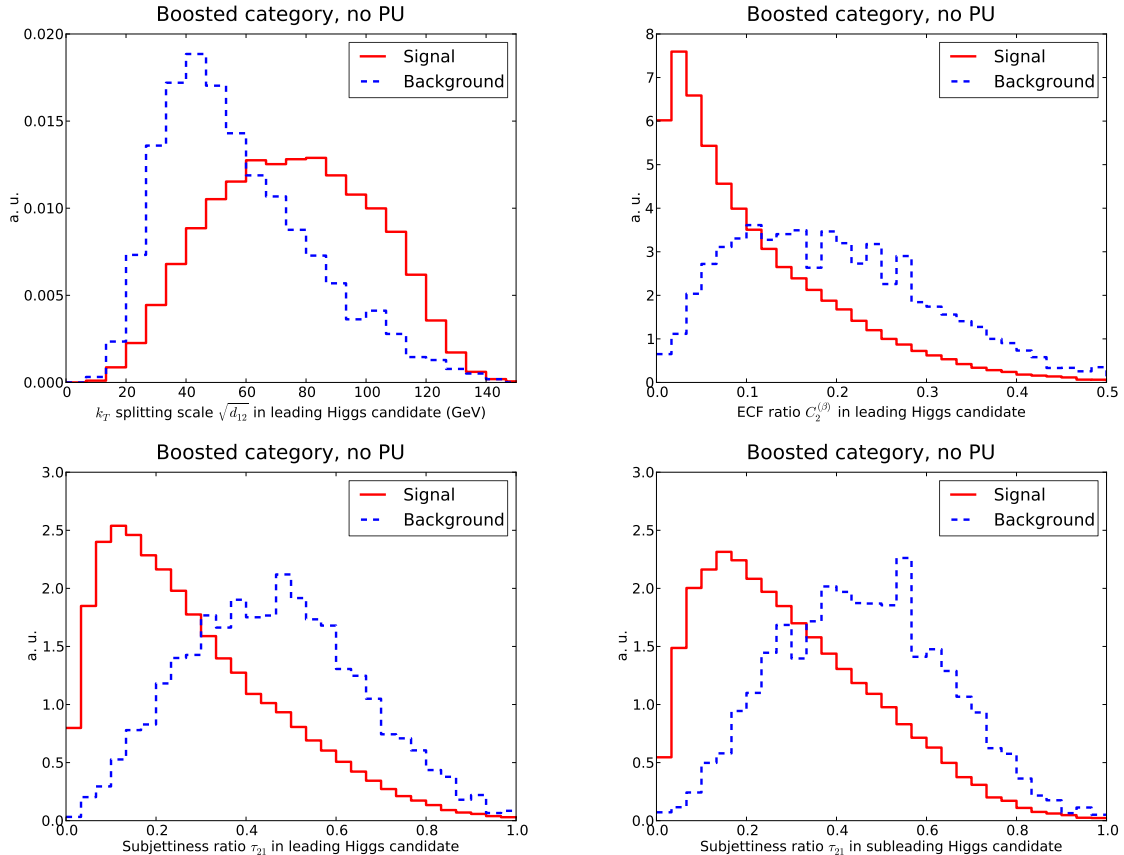 Boosted category, no PU
0.020
0.015
0.010
0.005
0.000
a. u.
Signal
Background
0 20 40 60 80 100 120 140
k_T splitting scale √d_12 in leading Higgs candidate (GeV)
Boosted category, no PU
8
7
6
5
4
3
2
1
0
a. u.
Signal
Background
0.0 0.1 0.2 0.3 0.4 0.5
ECF ratio C_2^(β) in leading Higgs candidate
Boosted category, no PU
3.0
2.5
2.0
1.5
1.0
0.5
0.0
a. u.
Signal
Background
0.0 0.2 0.4 0.6 0.8 1.0
Subjettiness ratio τ_21 in leading Higgs candidate
Boosted category, no PU
3.0
2.5
2.0
1.5
1.0
0.5
0.0
a. u.
Signal
Background
0.0 0.2 0.4 0.6 0.8 1.0
Subjettiness ratio τ_21 in subleading Higgs candidate